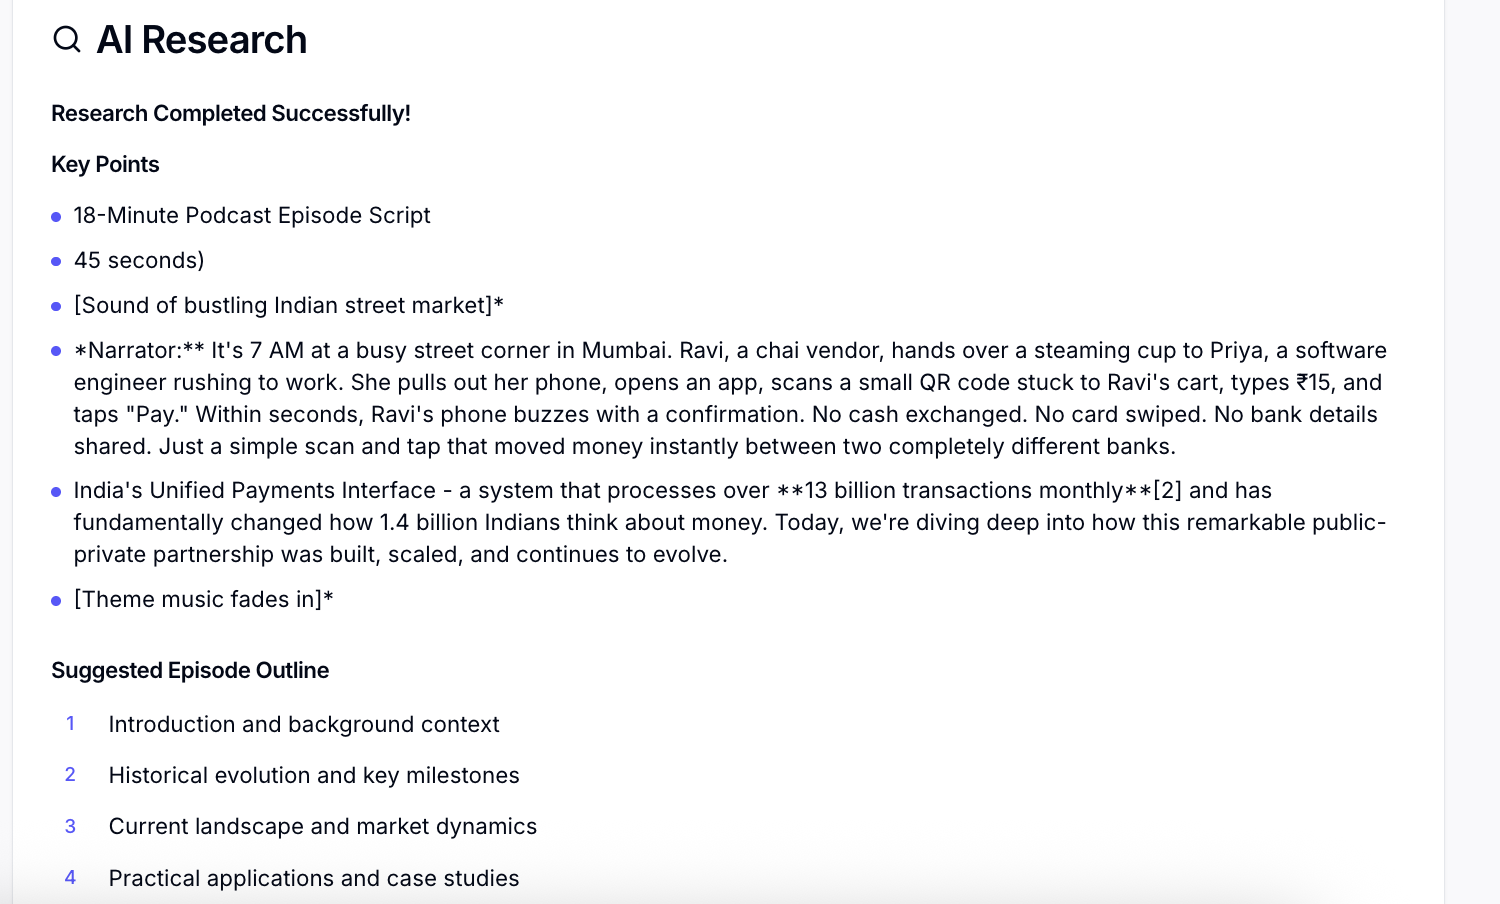 AI Research
Research Completed Successfully!
Key Points
18-Minute Podcast Episode Script
45 seconds)
[Sound of bustling Indian street market]*
*Narrator:** It's 7 AM at a busy street corner in Mumbai. Ravi, a chai vendor, hands over a steaming cup to Priya, a software
engineer rushing to work. She pulls out her phone, opens an app, scans a small QR code stuck to Ravi's cart, types ₹15, and
taps "Pay." Within seconds, Ravi's phone buzzes with a confirmation. No cash exchanged. No card swiped. No bank details
shared. Just a simple scan and tap that moved money instantly between two completely different banks.
India's Unified Payments Interface - a system that processes over **13 billion transactions monthly**[2] and has
fundamentally changed how 1.4 billion Indians think about money. Today, we're diving deep into how this remarkable public-
private partnership was built, scaled, and continues to evolve.
[Theme music fades in]*
Suggested Episode Outline
1 Introduction and background context
2 Historical evolution and key milestones
3 Current landscape and market dynamics
4 Practical applications and case studies